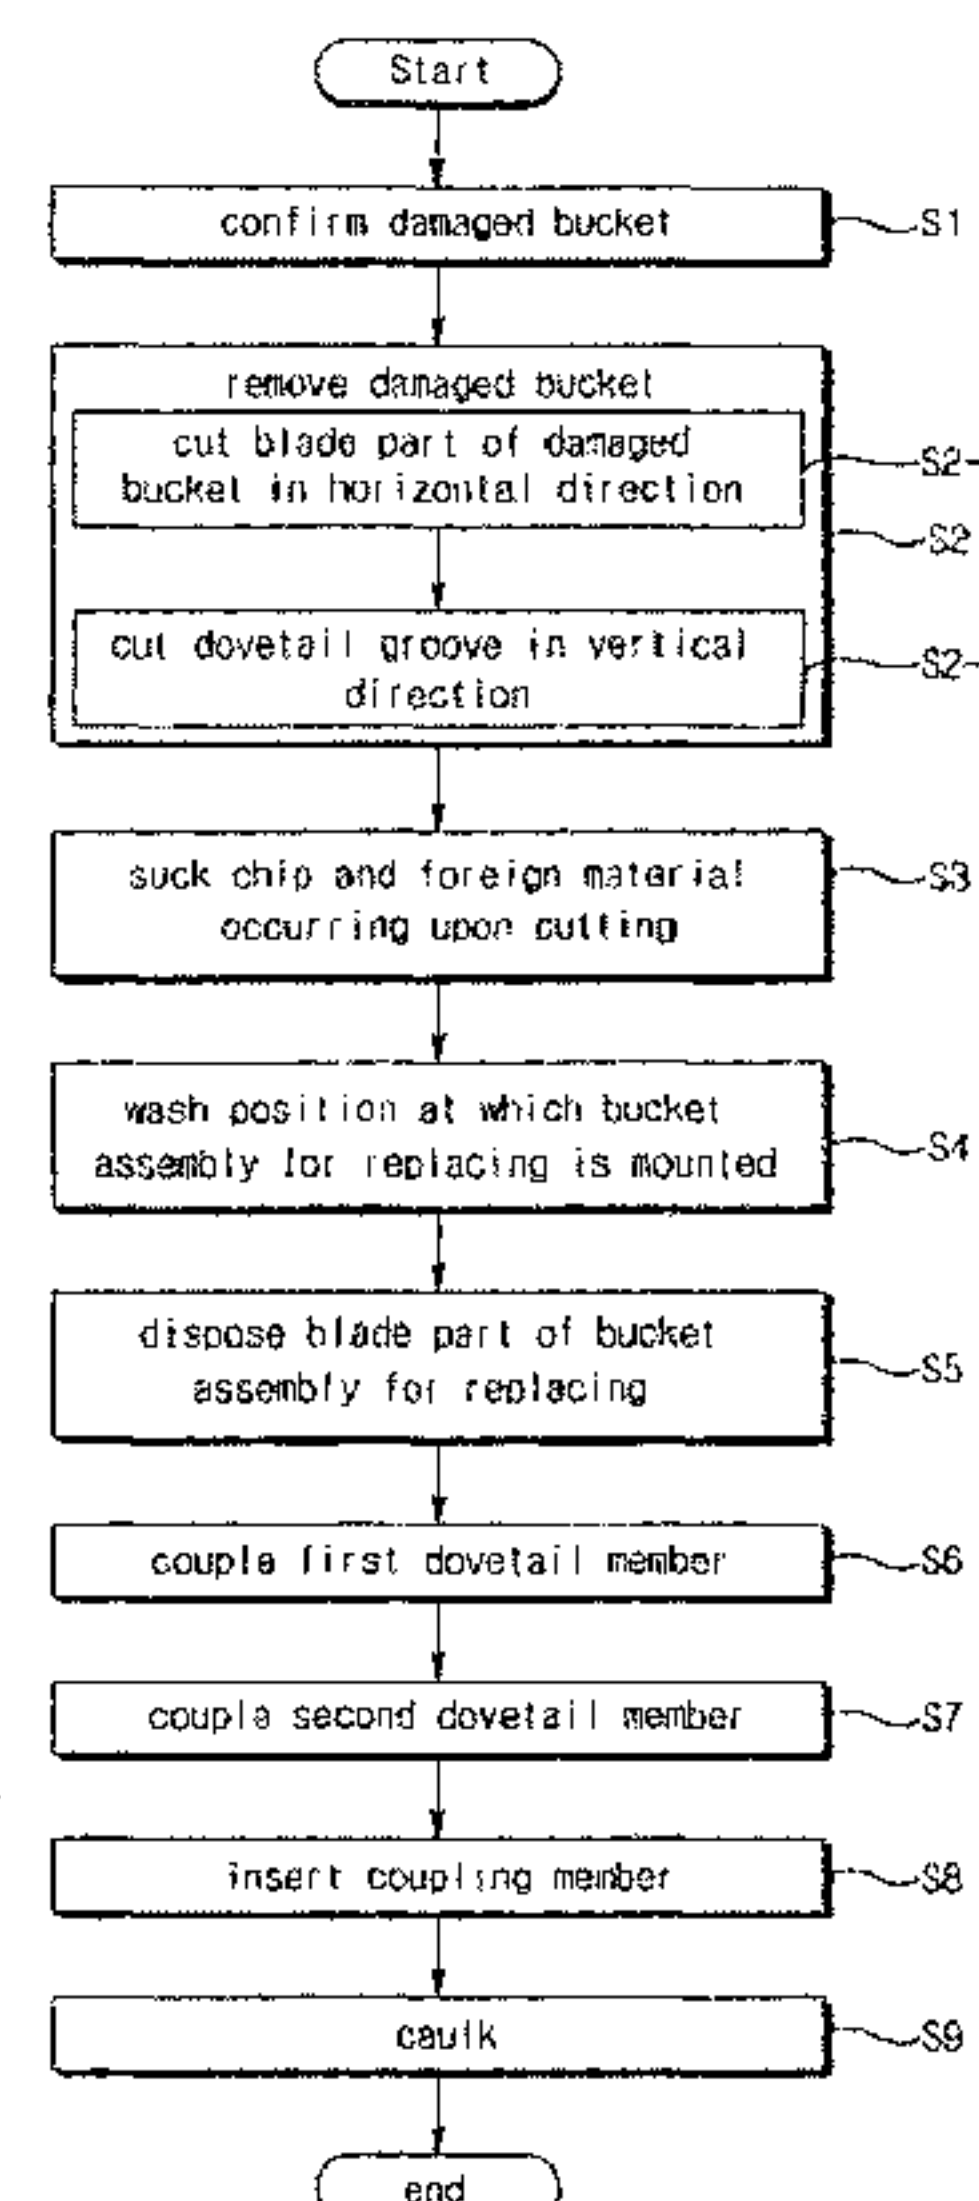 Start
confirm damaged bucket
S1
remove damaged bucket
cut blade part of damaged
bucket in horizontal direction
S2-
S2
cut dovetail groove in vertical
direction
S2-
suck chip and foreign material
occurring upon cutting
S3
wash position at which bucket
assembly for replacing is mounted
S4
dispose blade part of bucket
assembly for replacing
S5
couple first dovetail member
S6
couple second dovetail member
S7
insert coupling member
S8
caulk
S9
end